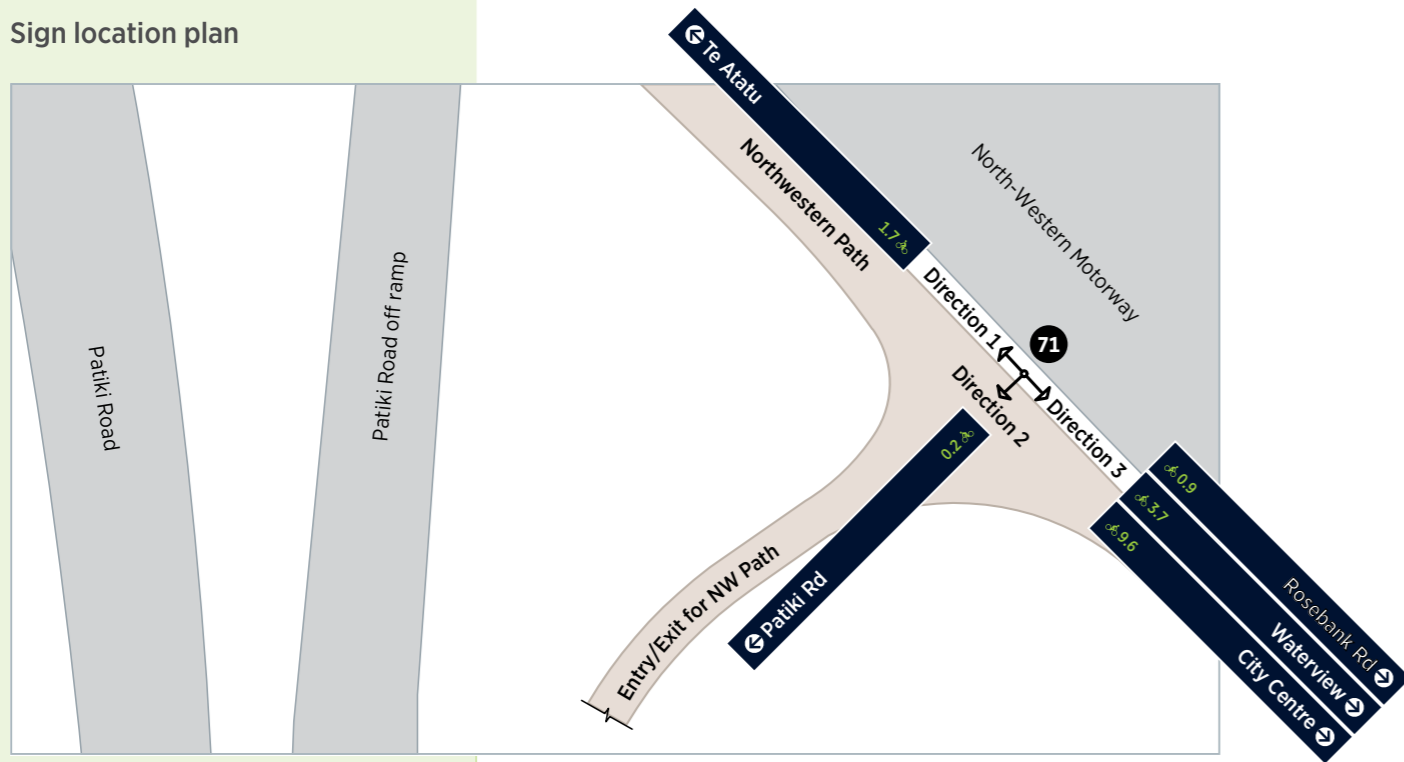 Sign location plan
Te Atatu
1.7
Northwestern Path
North-Western Motorway
Direction 1
71
Direction 2
Direction 3
Patiki Road
Patiki Road off ramp
0.2
Patiki Rd
Entry/Exit for NW Path
0.9
Rosebank Rd
3.7
Waterview
9.6
City Centre